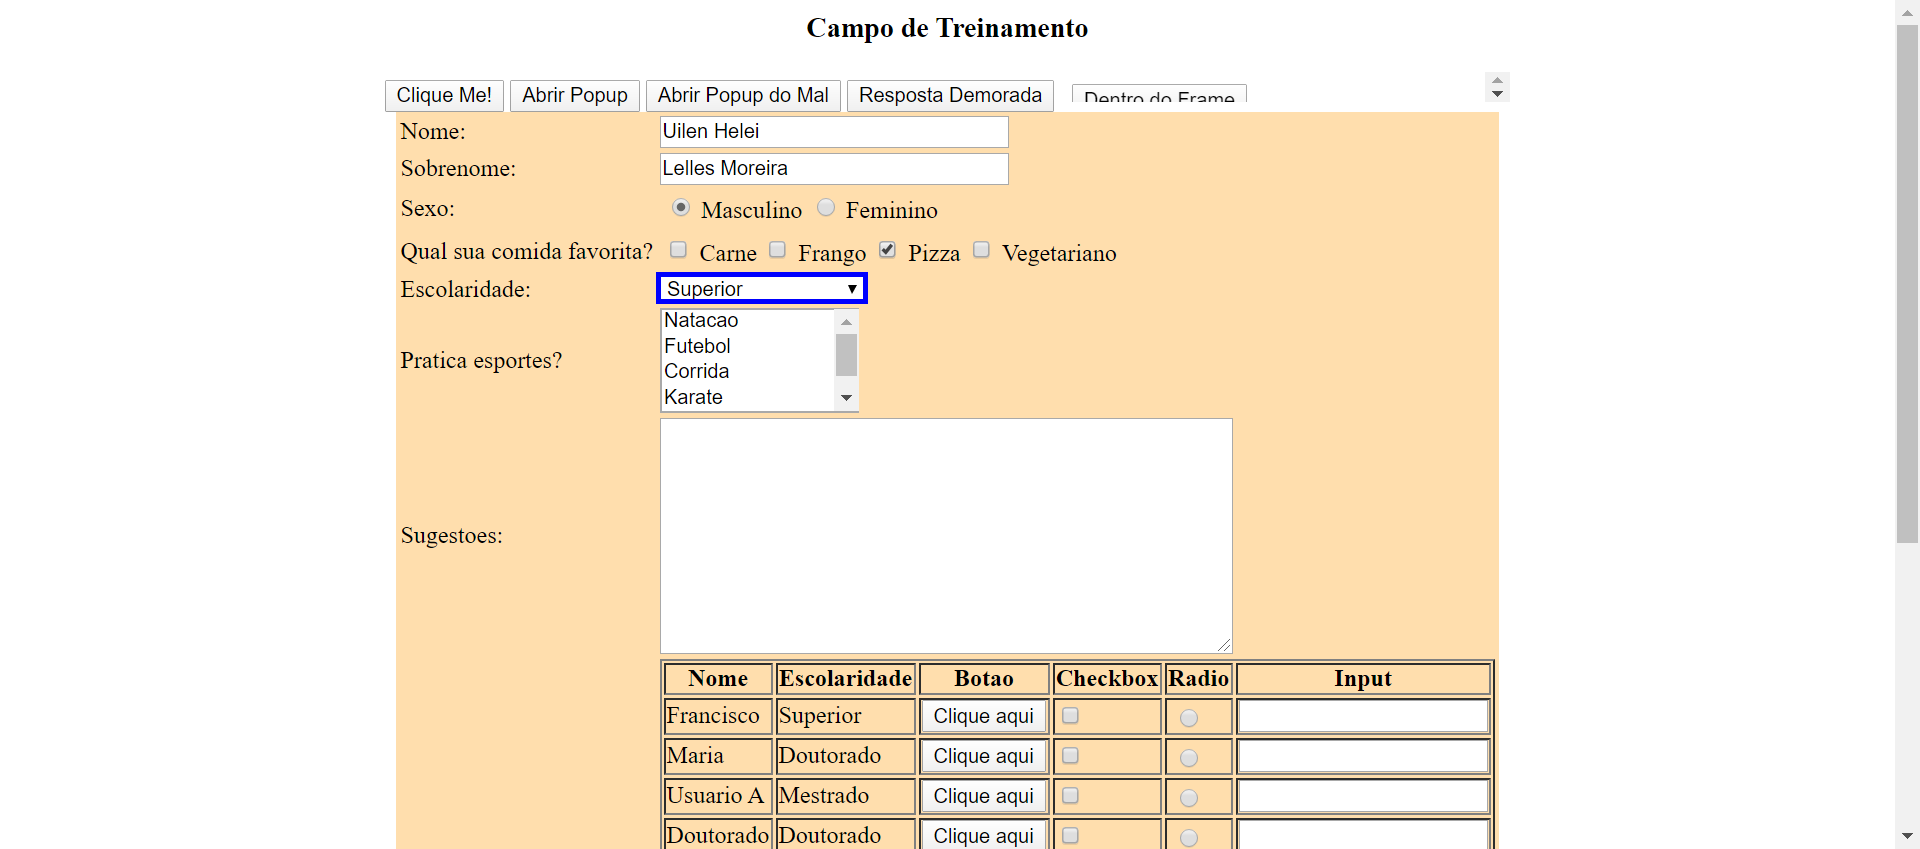 Campo de Treinamento
Clique Me! Abrir Popup Abrir Popup do Mal Resposta Demorada Dentro do Frame
Nome: Uilen Helei
Sobrenome: Lelles Moreira
Sexo: Masculino Feminino
Qual sua comida favorita? Carne Frango Pizza Vegetariano
Escolaridade: Superior
Pratica esportes?
Natacao
Futebol
Corrida
Karate
Sugestoes:
Nome Escolaridade Botao Checkbox Radio Input
Francisco Superior Clique aqui
Maria Doutorado Clique aqui
Usuario A Mestrado Clique aqui
Doutorado Doutorado Clique aqui